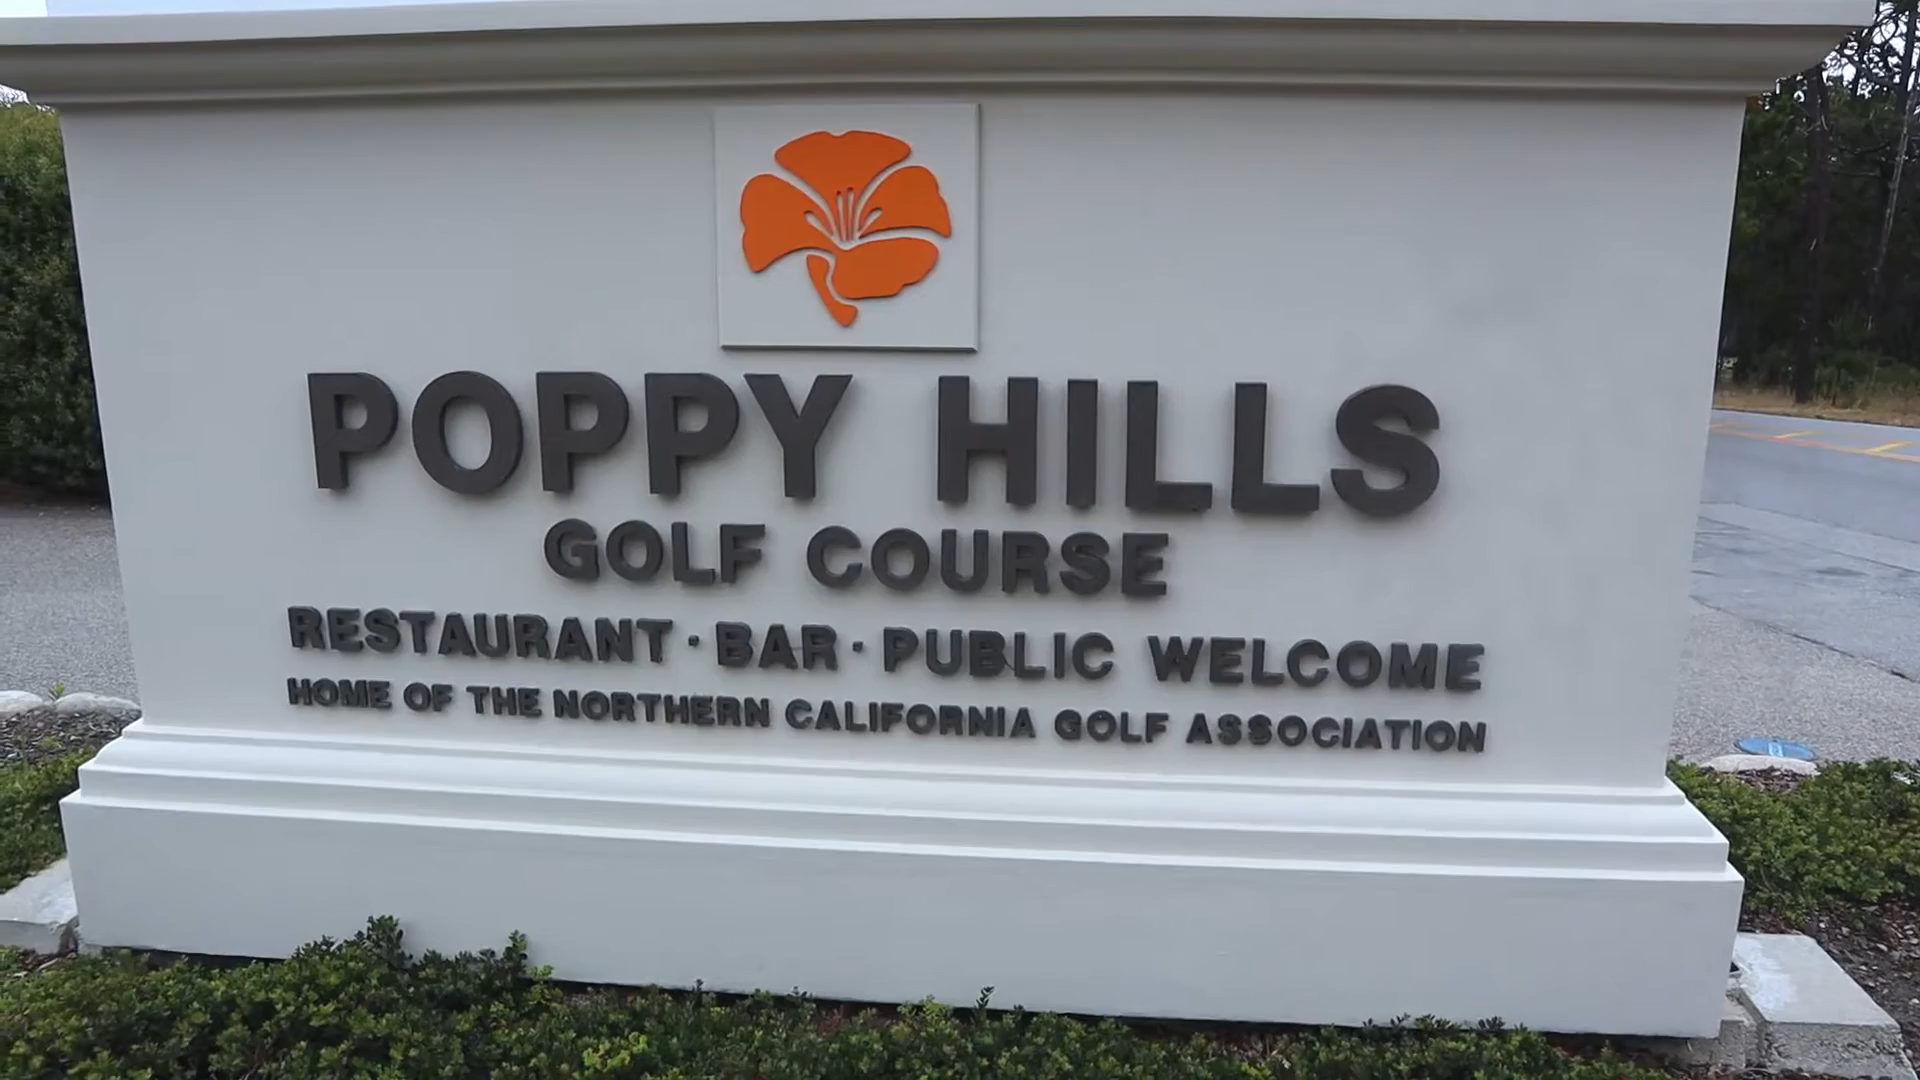 POPPY HILLS
GOLF COURSE
RESTAURANT · BAR · PUBLIC WELCOME
HOME OF THE NORTHERN CALIFORNIA GOLF ASSOCIATION